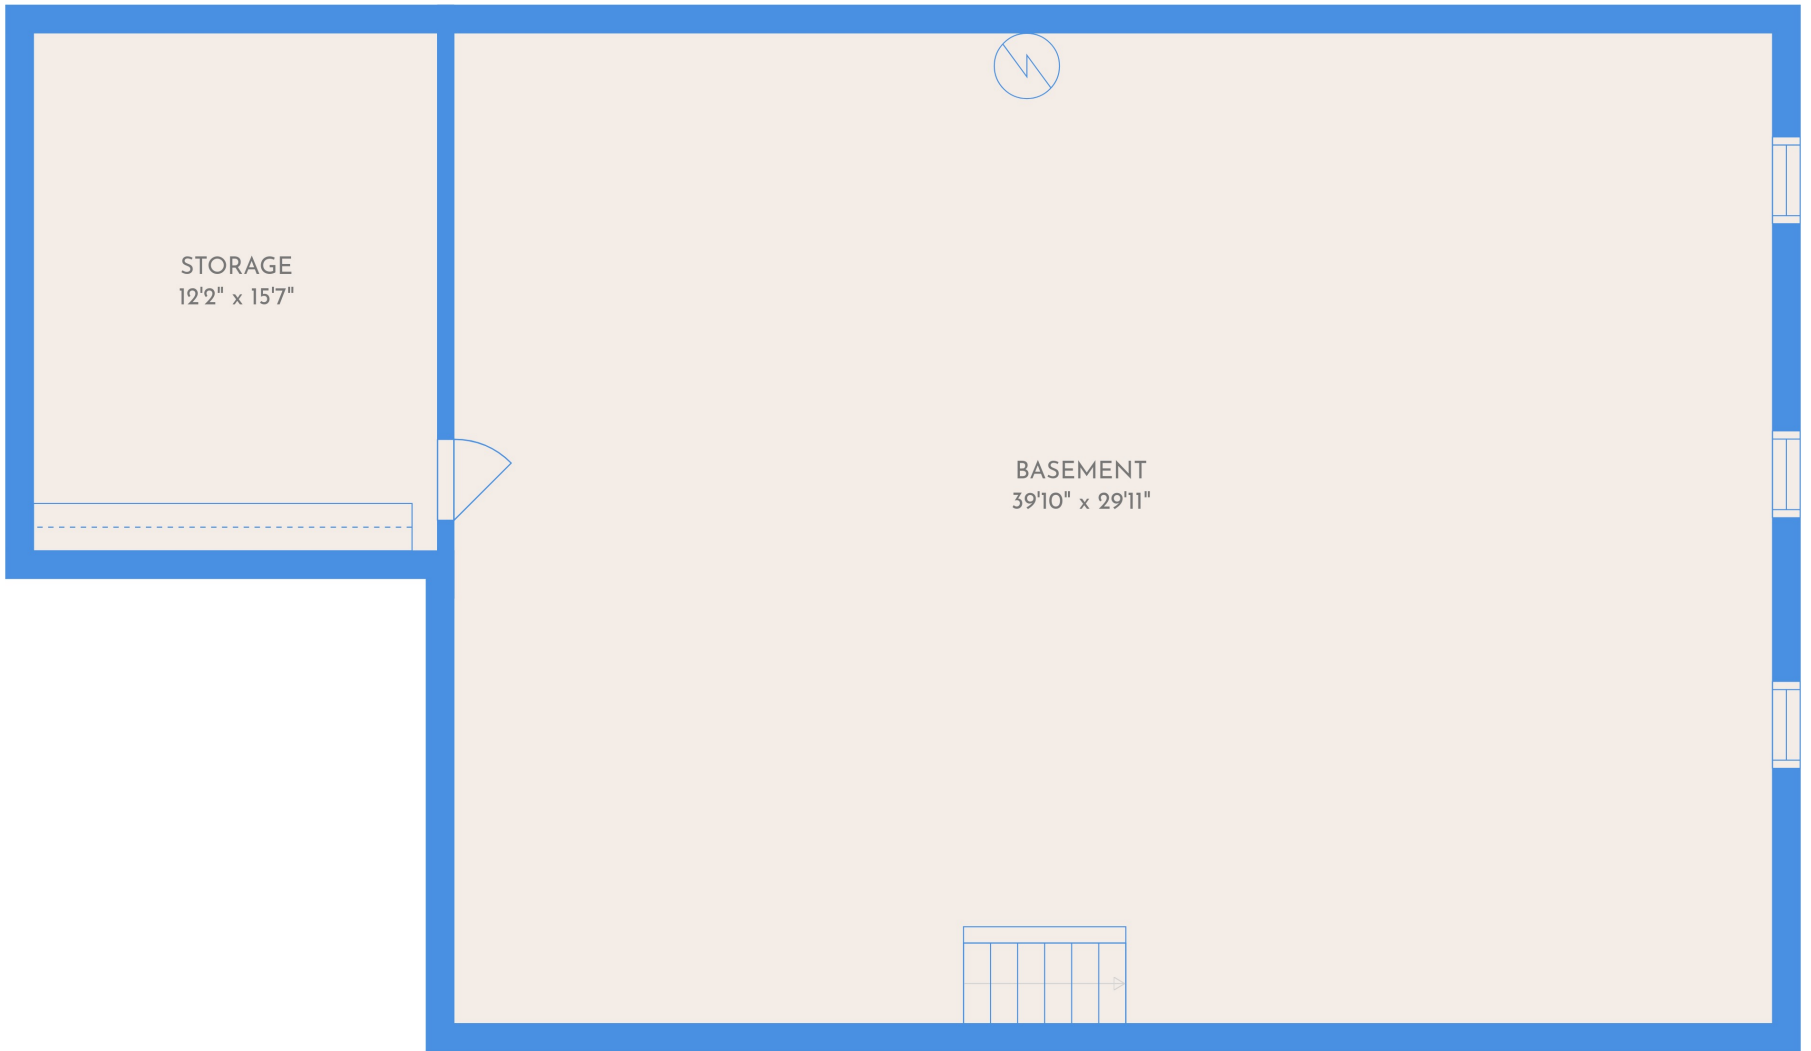 STORAGE
12'2" x 15'7"
BASEMENT
39'10" x 29'11"